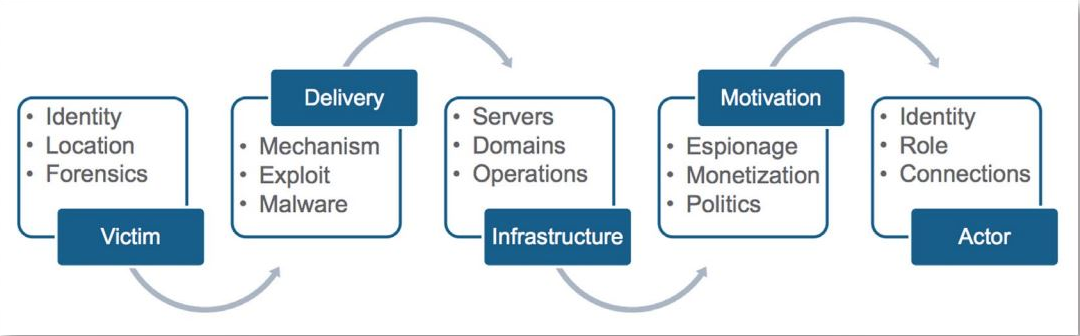 • Identity
• Location
• Forensics
Victim
Delivery
• Mechanism
• Exploit
• Malware
• Servers
• Domains
• Operations
Infrastructure
Motivation
• Espionage
• Monetization
• Politics
• Identity
• Role
• Connections
Actor